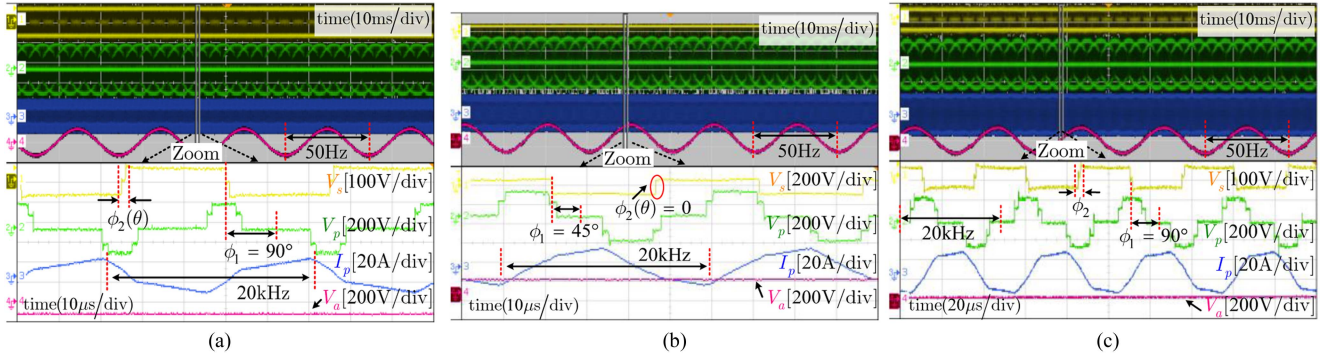 time(10ms/div)
50Hz
Zoom
V_s[100V/div]
ϕ_2(θ)
V_p[200V/div]
ϕ_1 = 90°
I_p[20A/div]
20kHz
time(10μs/div)
V_a[200V/div]
(a)
time(10ms/div)
50Hz
Zoom
V_s[200V/div]
ϕ_2(θ) = 0
V_p[200V/div]
ϕ_1 = 45°
20kHz
I_p[20A/div]
time(10μs/div)
V_a[200V/div]
(b)
time(10ms/div)
50Hz
Zoom
V_s[100V/div]
ϕ_2
V_p[200V/div]
20kHz
ϕ_1 = 90°
I_p[20A/div]
time(20μs/div)
V_a[200V/div]
(c)